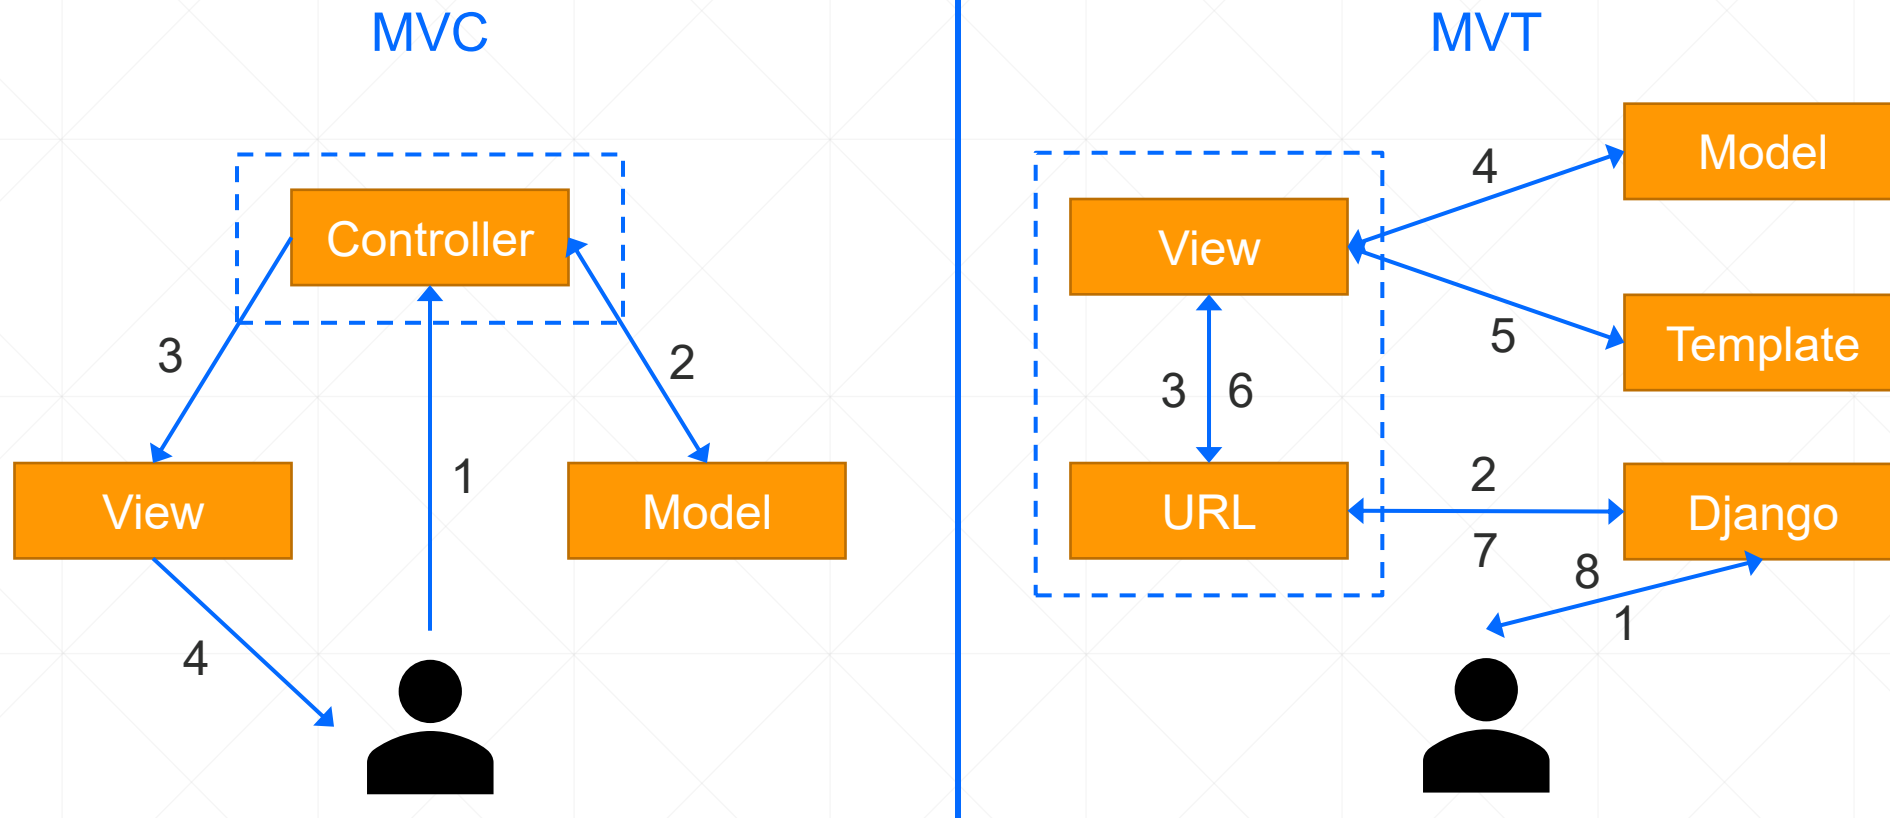 MVC
Controller
3
2
1
View
Model
4
MVT
Model
4
View
5
Template
3 6
2
URL
Django
7
8
1